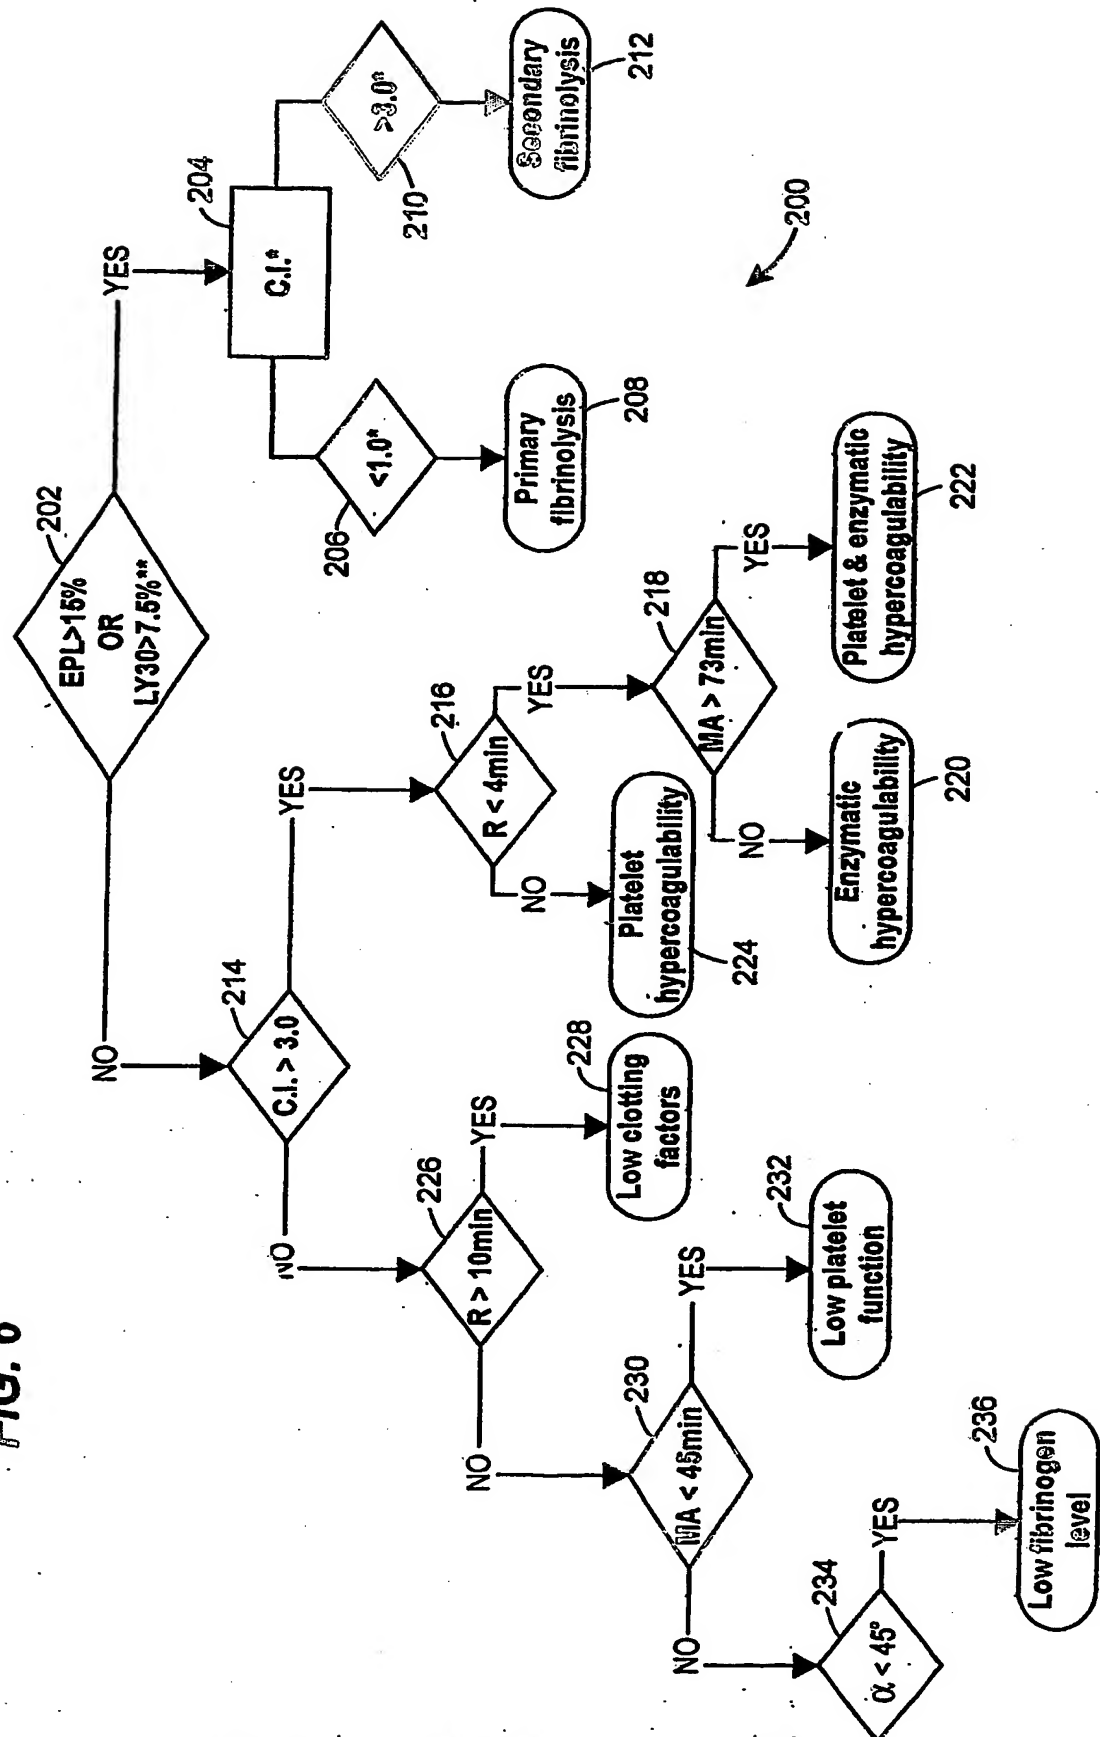 FIG. 6
202
EPL>15%
OR
LY30>7.5%**
NO
YES
204
C.I.*
206
<1.0*
210
>3.0*
Primary
fibrinolysis
208
Secondary
fibrinolysis
212
200
214
C.I. > 3.0
NO
YES
216
R < 4min
NO
YES
Platelet
hypercoagulability
224
218
MA > 73min
NO
YES
Enzymatic
hypercoagulability
220
Platelet & enzymatic
hypercoagulability
222
226
R > 10min
NO
YES
Low clotting
factors
228
230
MA < 45min
NO
YES
Low platelet
function
232
234
α < 45°
YES
Low fibrinogen
level
236